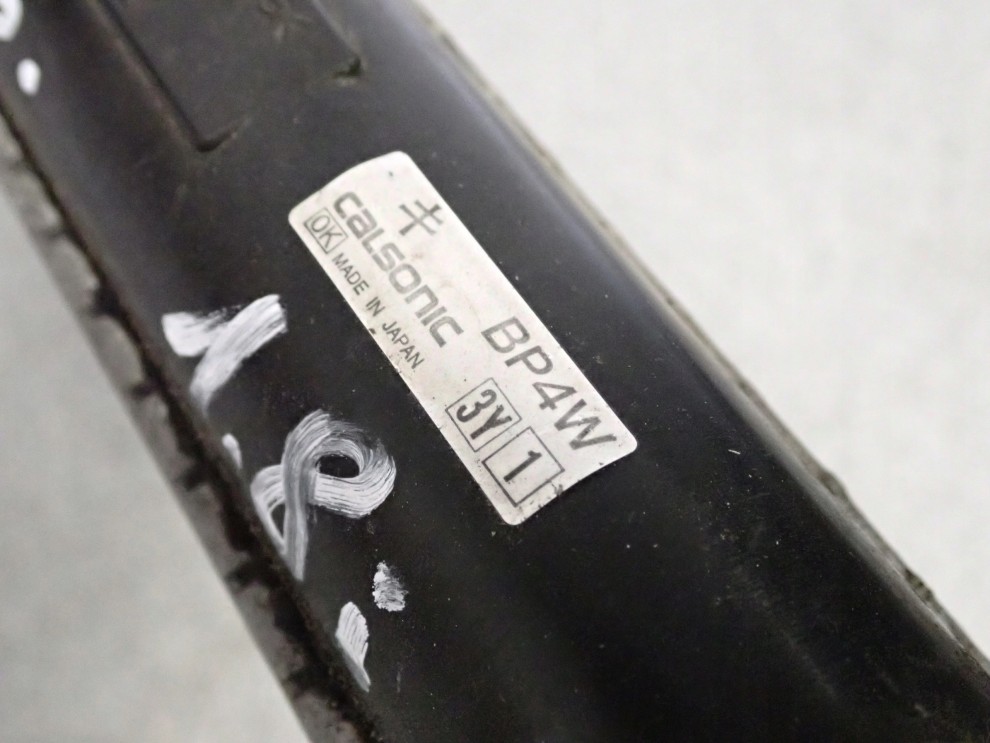 キ
calsonic BP4W
OK MADE IN JAPAN 3Y 1